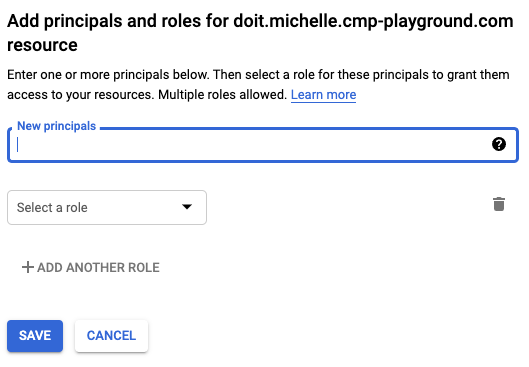 Add principals and roles for doit.michelle.cmp-playground.com
resource
Enter one or more principals below. Then select a role for these principals to grant them
access to your resources. Multiple roles allowed. Learn more
New principals
?
Select a role
+ ADD ANOTHER ROLE
SAVE CANCEL